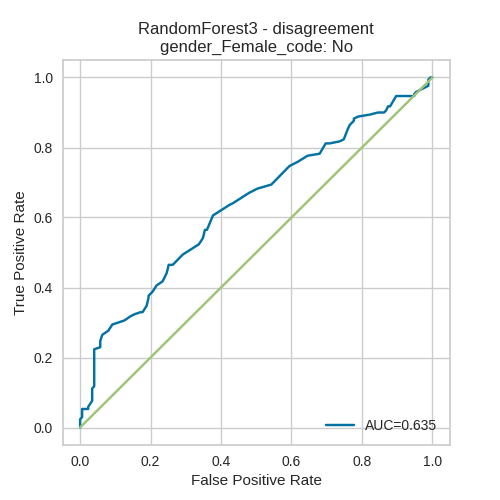 RandomForest3 - disagreement
gender_Female_code: No
True Positive Rate
1.0
0.8
0.6
0.4
0.2
0.0
AUC=0.635
0.0 0.2 0.4 0.6 0.8 1.0
False Positive Rate